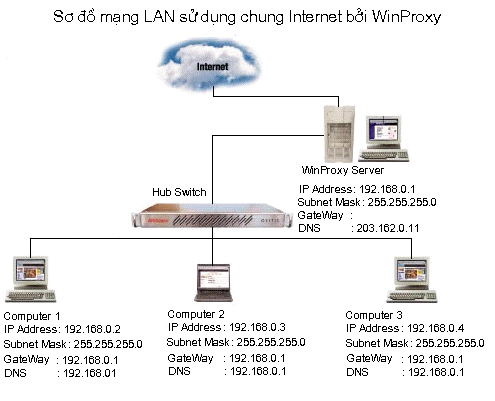 Sơ đồ mạng LAN sử dụng chung Internet bởi WinProxy
Internet
WinProxy Server
IP Address: 192.168.0.1
Subnet Mask : 255.255.255.0
GateWay :
DNS : 203.162.0.11
Hub Switch
Computer 1
IP Address : 192.168.0.2
Subnet Mask : 255.255.255.0
GateWay : 192.168.0.1
DNS : 192.168.01
Computer 2
IP Address : 192.168.0.3
Subnet Mask : 255.255.255.0
GateWay : 192.168.0.1
DNS : 192.168.0.1
Computer 3
IP Address : 192.168.0.4
Subnet Mask : 255.255.255.0
GateWay : 192.168.0.1
DNS : 192.168.0.1